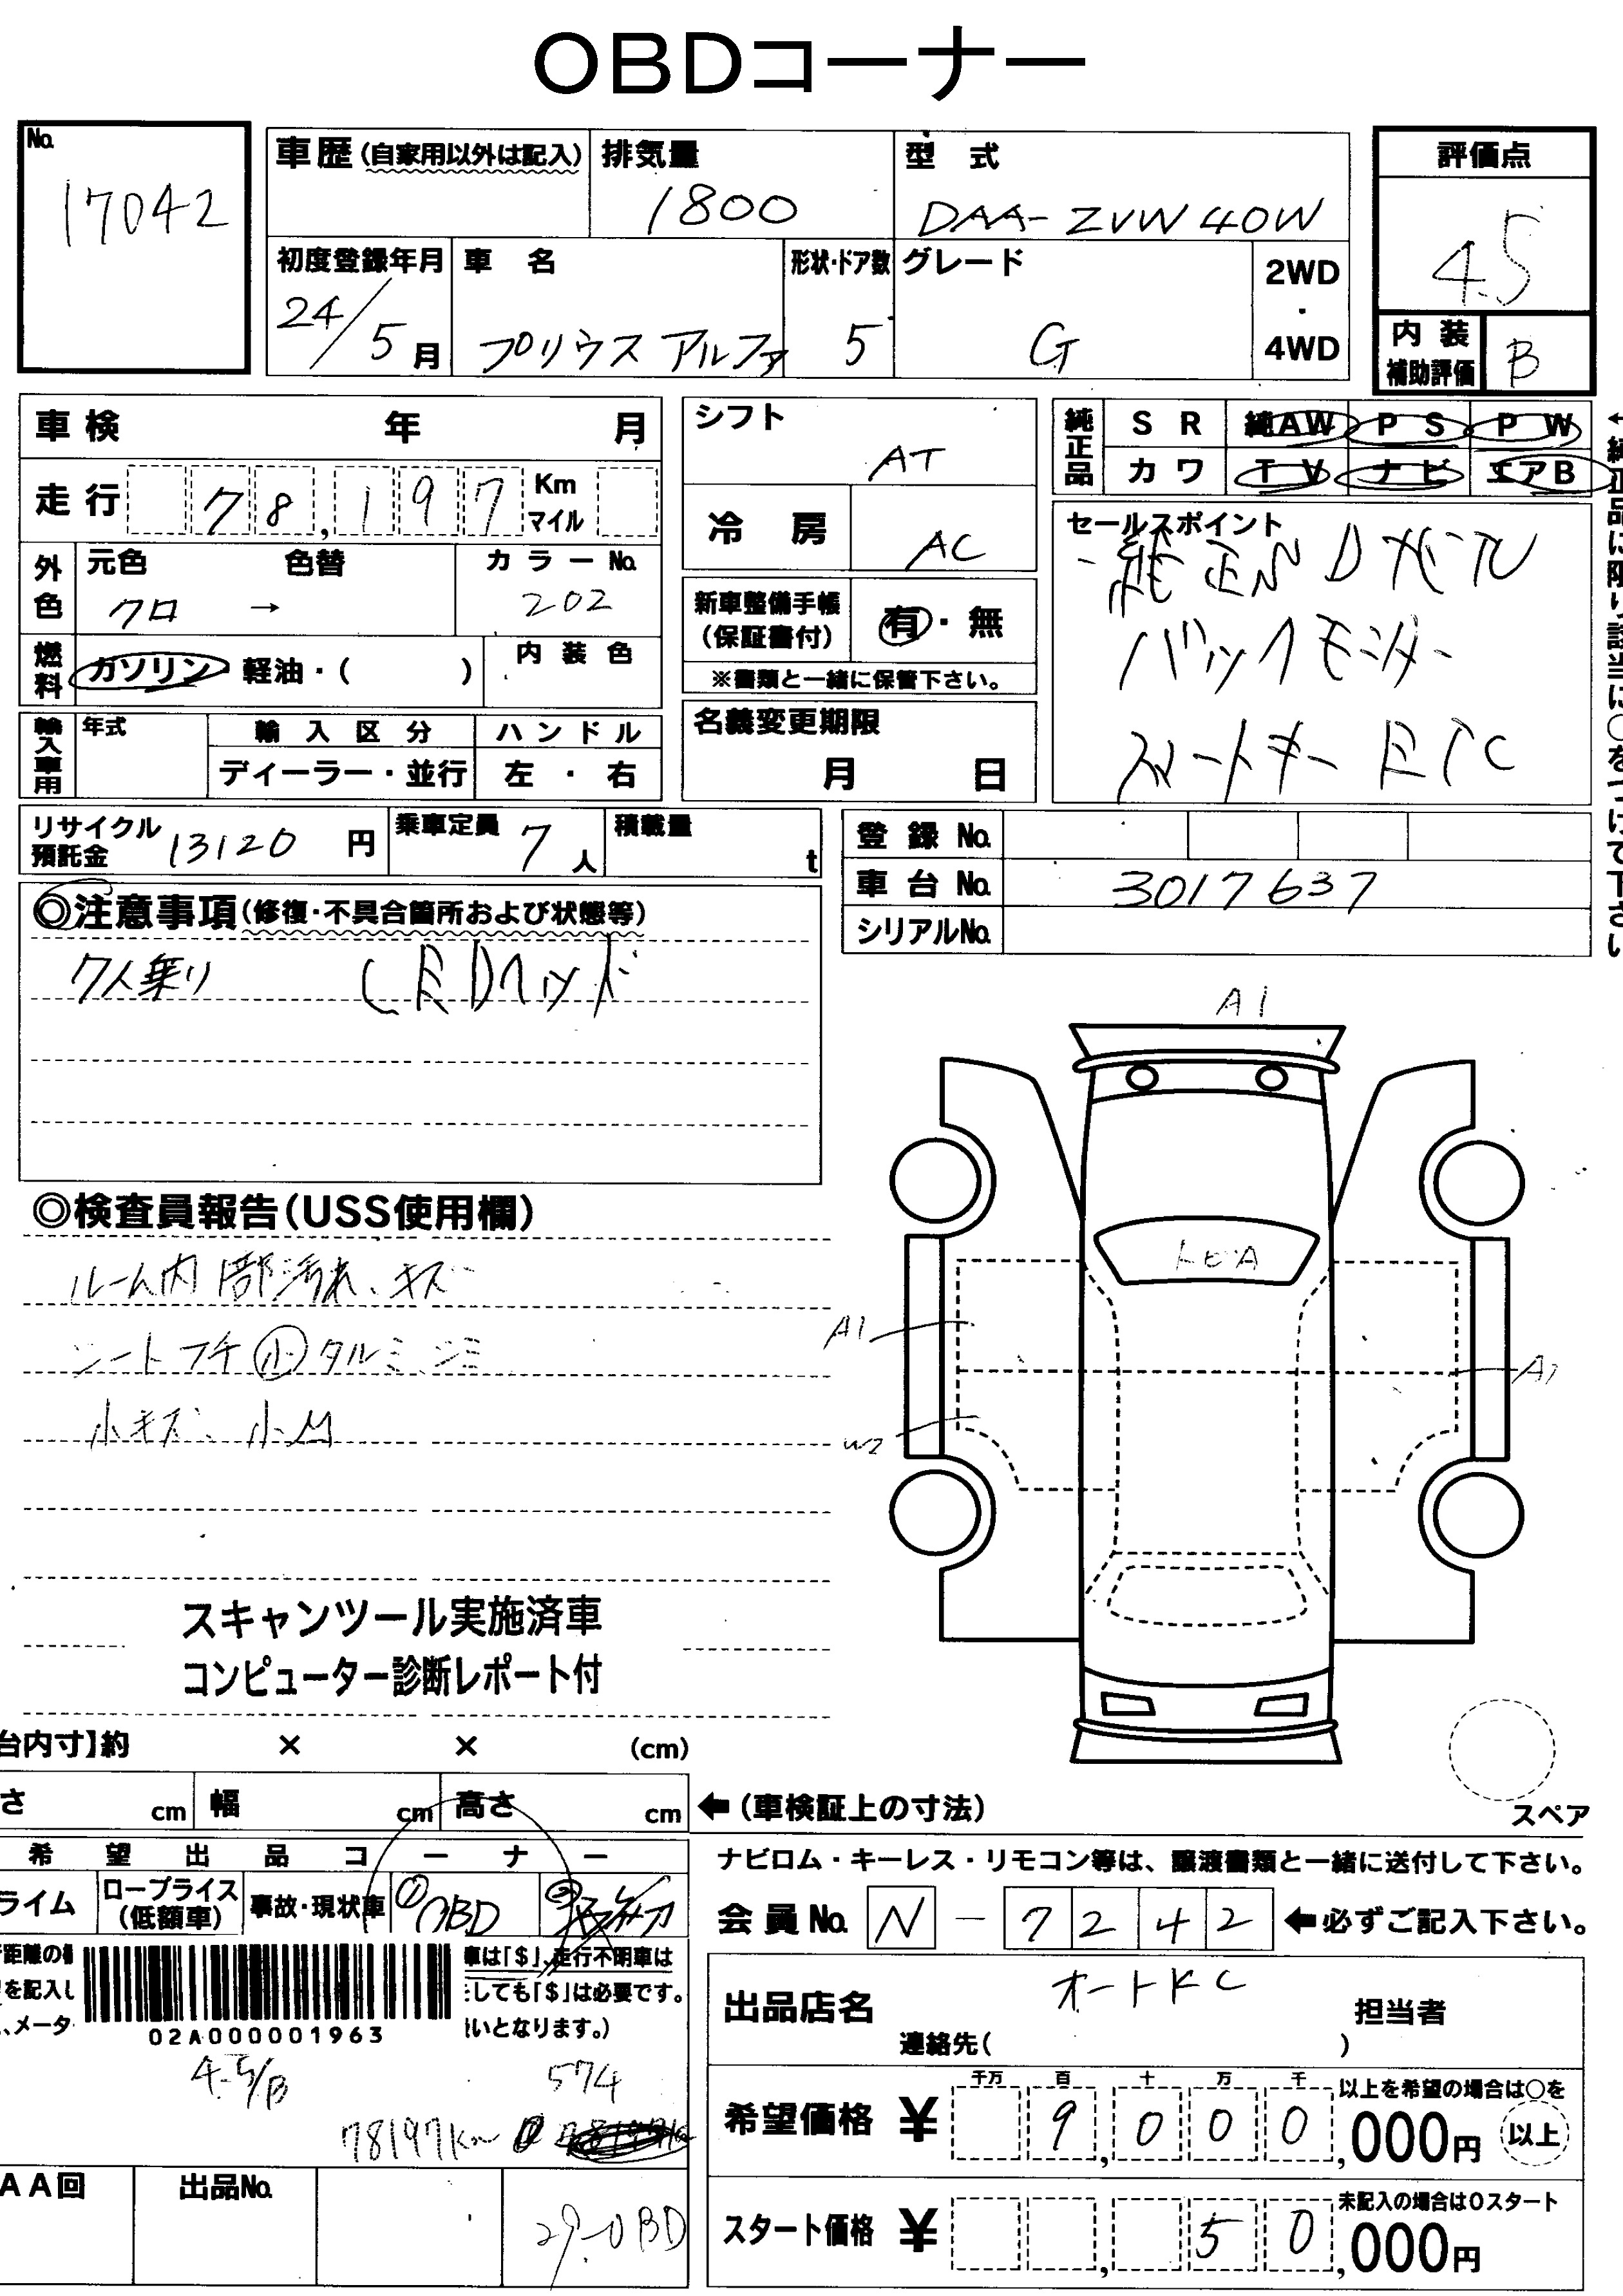 OBDコーナー
No.
17042
車歴(自家用以外は記入)
排気量
1800
型 式
DAA-ZVW40W
評価点
4.5
初度登録年月
24/5月
車 名
プリウスアルファ
形状・ドア数
5
グレード
G
2WD
・
4WD
内装
補助評価
B
車検 年 月
走行 78,197 Km
マイル
外色
元色 色替
クロ →
カラーNo.
202
燃料
ガソリン・軽油・( )
内装色
輸入車用
年式
輸入区分
ディーラー・並行
ハンドル
左・右
シフト
AT
冷房
AC
新車整備手帳
(保証書付)
有・無
※書類と一緒に保管下さい。
名義変更期限
月 日
純正品
SR 純AW PS PW
カワ TV ナビ エアB
セールスポイント
純正ND ガTV
バックモニター
スマートキー ETC
リサイクル
預託金 13120 円
乗車定員 7 人
積載量 t
登録No.
車台No. 3017637
シリアルNo.
◎注意事項(修復・不具合箇所および状態等)
7人乗り LEDヘッド
◎検査員報告(USS使用欄)
ルーム内部汚れ、キズ
シートフチ小タルミ、シミ
小キズ、小凹
スキャンツール実施済車
コンピューター診断レポート付
A1
トビA
A1
A1
W2
スペア
台内寸】約 × × (cm)
さ cm 幅 cm 高さ cm
←(車検証上の寸法)
希望出品コーナー
ライム
ロープライス
(低額車)
事故・現状車
①OBD
②
車は「$」、走行不明車は
しても「$」は必要です。
いとなります。)
距離の
を記入し
、メータ
02A000001963
4.5/B
574
78197Km
AA回
出品No.
29-OBD
ナビロム・キーレス・リモコン等は、譲渡書類と一緒に送付して下さい。
会員No. N-7242 ←必ずご記入下さい。
出品店名
オートKC
担当者
連絡先( )
希望価格 ¥
千万 百 十 万 千
9,000,000円
以上を希望の場合は○を
以上
スタート価格 ¥
50,000円
未記入の場合は0スタート